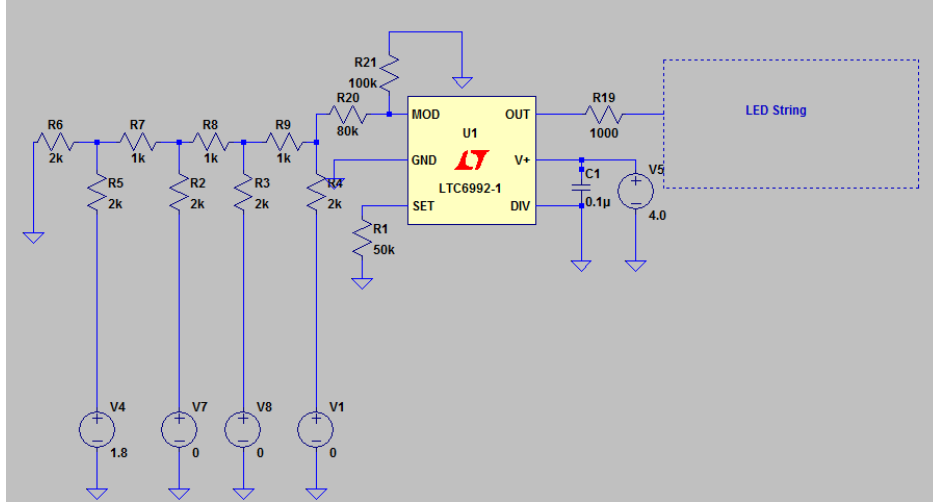 R21
100k
R20
80k
R19
1000
LED String
MOD
OUT
U1
GND
V+
LTC6992-1
SET
DIV
R6
2k
R7
1k
R8
1k
R9
1k
R5
2k
R2
2k
R3
2k
R4
2k
R1
50k
C1
0.1µ
V5
4.0
V4
1.8
V7
0
V8
0
V1
0